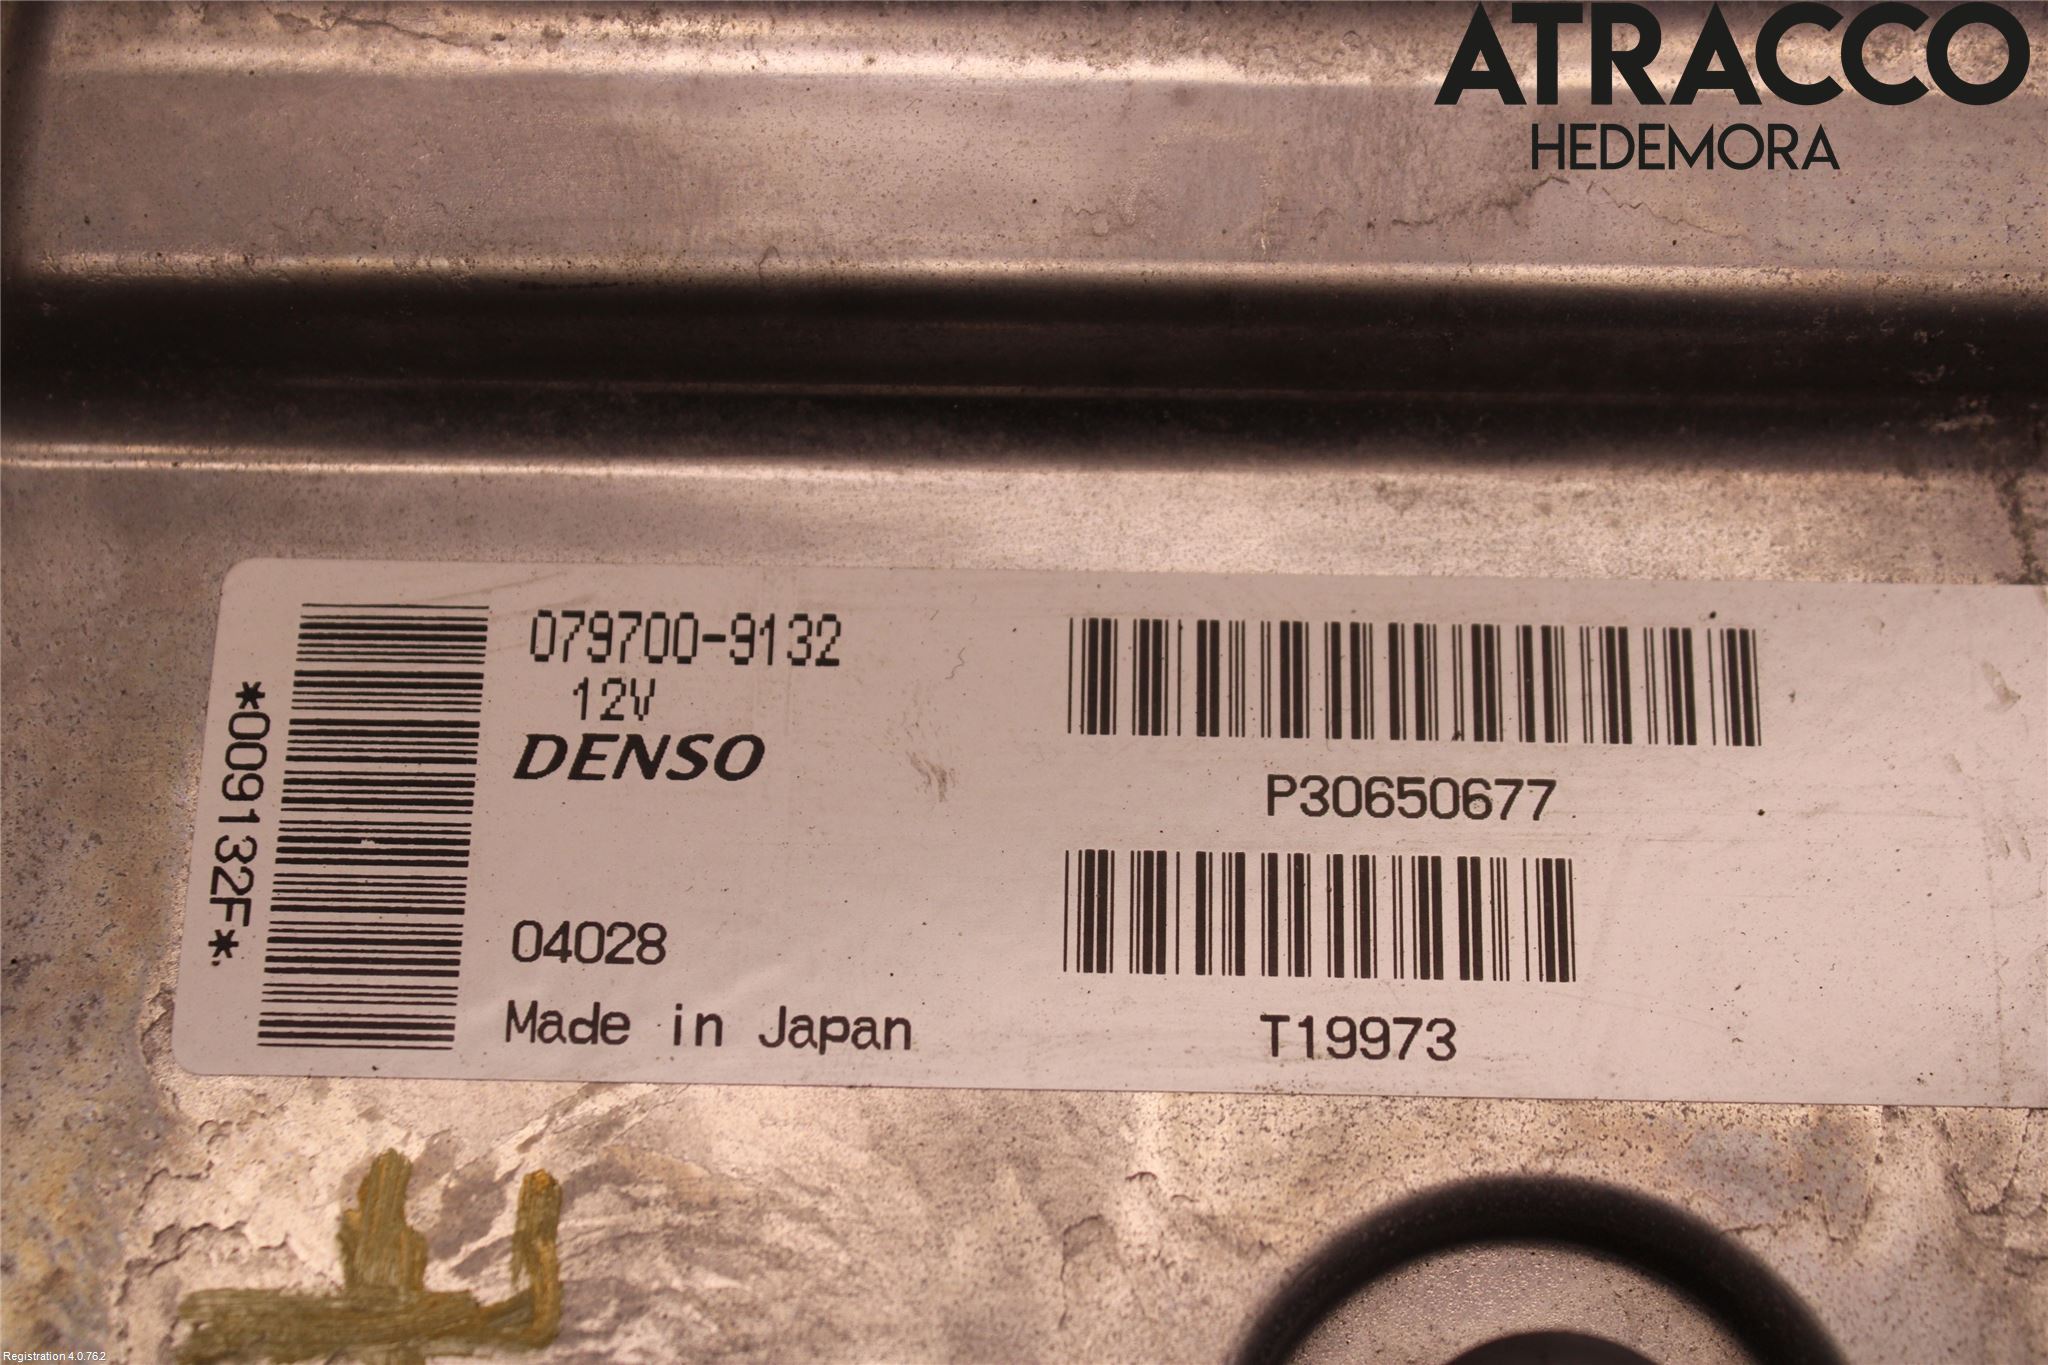 ATRACCO
HEDEMORA
*009132F*
079700-9132
12V
DENSO
04028
Made in Japan
P30650677
T19973
Registration 4.0.762